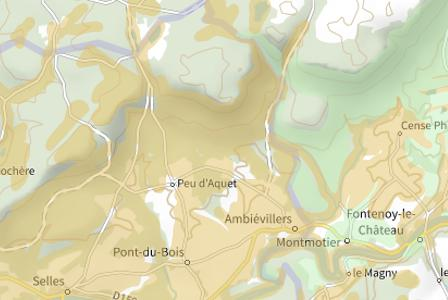 Cense Ph
ochère
Peu d'Aquet
Ambiévillers
Fontenoy-le-
Château
Montmotier
Pont-du-Bois
le Magny
Selles